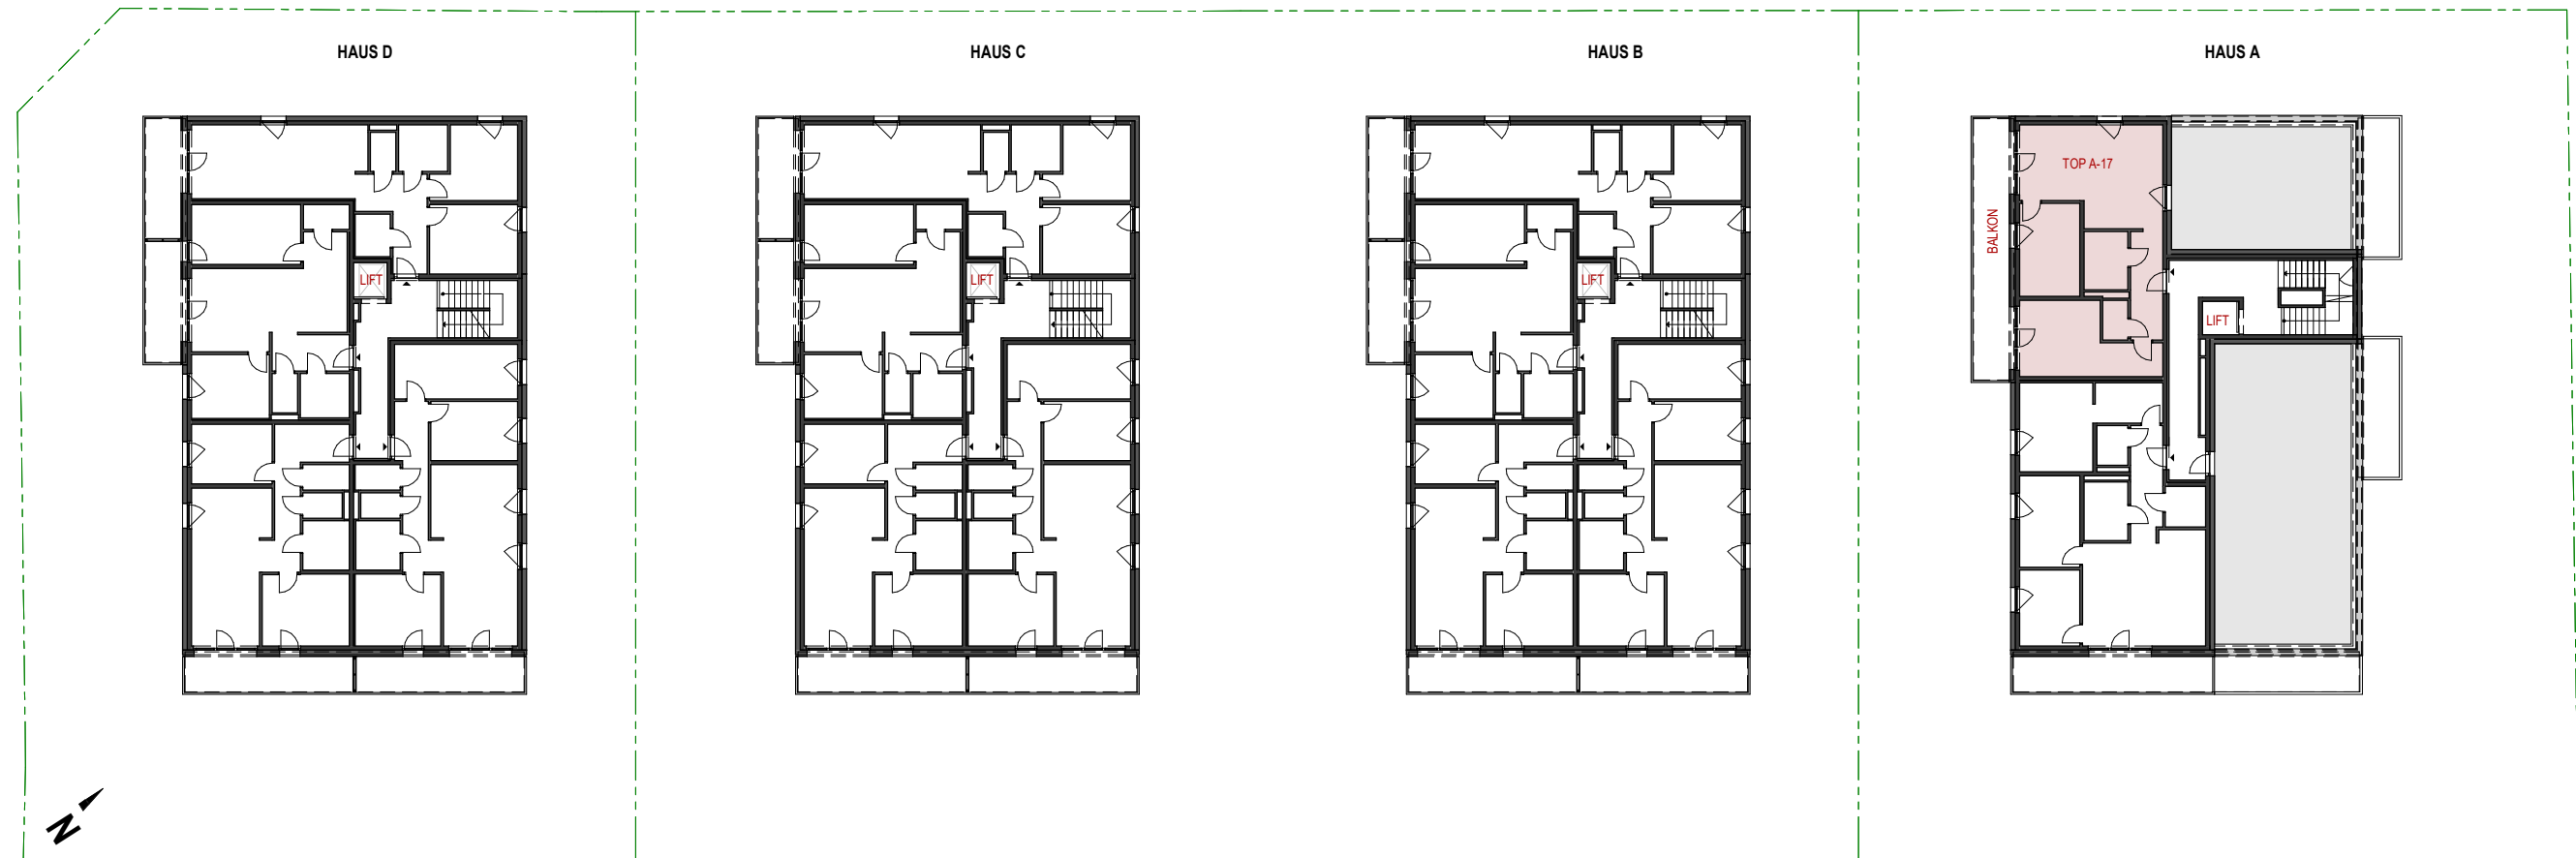 HAUS D
HAUS C
HAUS B
HAUS A
TOP A-17
BALKON
LIFT
LIFT
LIFT
LIFT
N